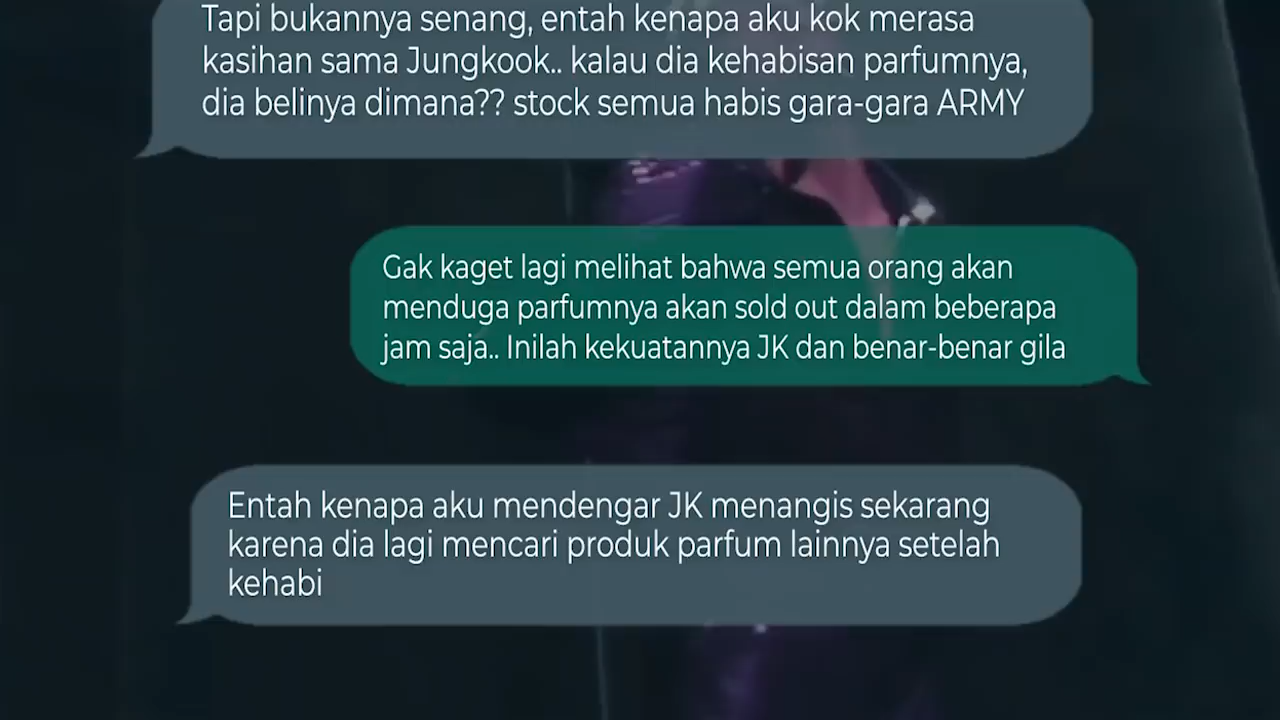 Tapi bukannya senang, entah kenapa aku kok merasa
kasihan sama Jungkook.. kalau dia kehabisan parfumnya,
dia belinya dimana?? stock semua habis gara-gara ARMY
Gak kaget lagi melihat bahwa semua orang akan
menduga parfumnya akan sold out dalam beberapa
jam saja.. Inilah kekuatannya JK dan benar-benar gila
Entah kenapa aku mendengar JK menangis sekarang
karena dia lagi mencari produk parfum lainnya setelah
kehabi